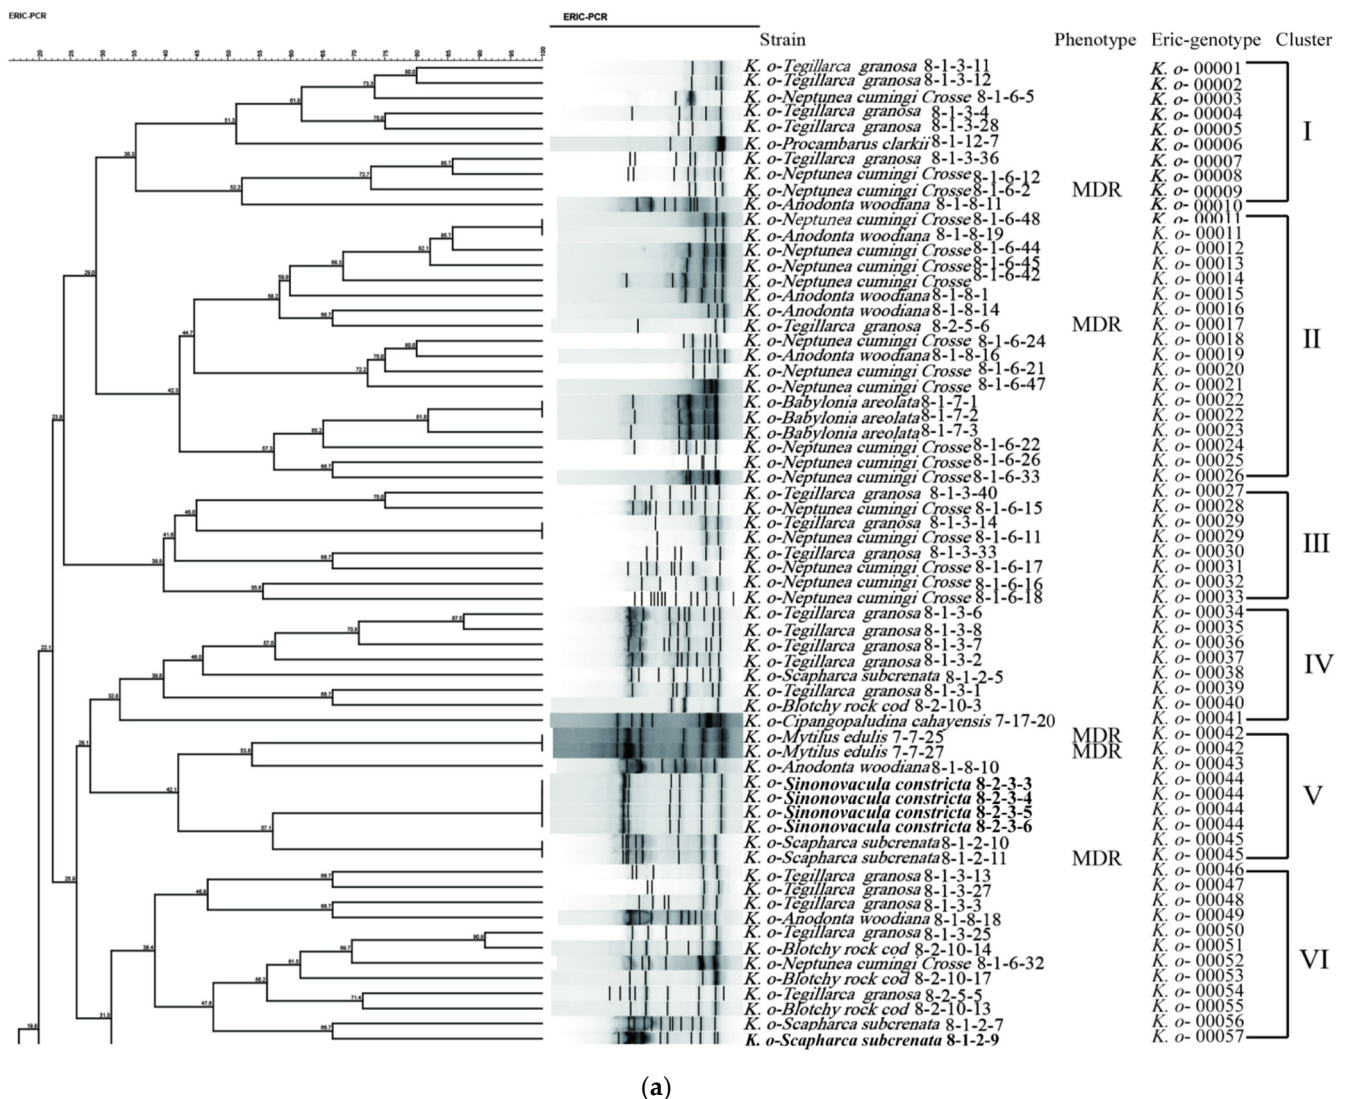 ERIC-PCR
ERIC-PCR
Strain Phenotype Eric-genotype Cluster
20 25 30 35 40 45 50 55 60 65 70 75 80 85 90 95 100
K. o-Tegillarca granosa 8-1-3-11 K. o- 00001
K. o-Tegillarca granosa 8-1-3-12 K. o- 00002
K. o-Neptunea cumingi Crosse 8-1-6-5 K. o- 00003
K. o-Tegillarca granosa 8-1-3-4 K. o- 00004
K. o-Tegillarca granosa 8-1-3-28 K. o- 00005
I
K. o-Procambarus clarkii 8-1-12-7 K. o- 00006
K. o-Tegillarca granosa 8-1-3-36 K. o- 00007
K. o-Neptunea cumingi Crosse 8-1-6-12 K. o- 00008
K. o-Neptunea cumingi Crosse 8-1-6-2 MDR K. o- 00009
K. o-Anodonta woodiana 8-1-8-11 K. o- 00010
K. o-Neptunea cumingi Crosse 8-1-6-48 K. o- 00011
K. o-Anodonta woodiana 8-1-8-19 K. o- 00011
K. o-Neptunea cumingi Crosse 8-1-6-44 K. o- 00012
K. o-Neptunea cumingi Crosse 8-1-6-45 K. o- 00013
K. o-Neptunea cumingi Crosse 8-1-6-42 K. o- 00014
K. o-Anodonta woodiana 8-1-8-1 K. o- 00015
K. o-Anodonta woodiana 8-1-8-14 K. o- 00016
K. o-Tegillarca granosa 8-2-5-6 MDR K. o- 00017
K. o-Neptunea cumingi Crosse 8-1-6-24 K. o- 00018 II
K. o-Anodonta woodiana 8-1-8-16 K. o- 00019
K. o-Neptunea cumingi Crosse 8-1-6-21 K. o- 00020
K. o-Neptunea cumingi Crosse 8-1-6-47 K. o- 00021
K. o-Babylonia areolata 8-1-7-1 K. o- 00022
K. o-Babylonia areolata 8-1-7-2 K. o- 00022
K. o-Babylonia areolata 8-1-7-3 K. o- 00023
K. o-Neptunea cumingi Crosse 8-1-6-22 K. o- 00024
K. o-Neptunea cumingi Crosse 8-1-6-26 K. o- 00025
K. o-Neptunea cumingi Crosse 8-1-6-33 K. o- 00026
K. o-Tegillarca granosa 8-1-3-40 K. o- 00027
K. o-Neptunea cumingi Crosse 8-1-6-15 K. o- 00028
K. o-Tegillarca granosa 8-1-3-14 K. o- 00029
K. o-Neptunea cumingi Crosse 8-1-6-11 K. o- 00029 III
K. o-Tegillarca granosa 8-1-3-33 K. o- 00030
K. o-Neptunea cumingi Crosse 8-1-6-17 K. o- 00031
K. o-Neptunea cumingi Crosse 8-1-6-16 K. o- 00032
K. o-Neptunea cumingi Crosse 8-1-6-18 K. o- 00033
K. o-Tegillarca granosa 8-1-3-6 K. o- 00034
K. o-Tegillarca granosa 8-1-3-8 K. o- 00035
K. o-Tegillarca granosa 8-1-3-7 K. o- 00036
K. o-Tegillarca granosa 8-1-3-2 K. o- 00037 IV
K. o-Scapharca subcrenata 8-1-2-5 K. o- 00038
K. o-Tegillarca granosa 8-1-3-1 K. o- 00039
K. o-Blotchy rock cod 8-2-10-3 K. o- 00040
K. o-Cipangopaludina cahayensis 7-17-20 K. o- 00041
K. o-Mytilus edulis 7-7-25 MDR K. o- 00042
K. o-Mytilus edulis 7-7-27 MDR K. o- 00042
K. o-Anodonta woodiana 8-1-8-10 K. o- 00043
K. o-Sinonovacula constricta 8-2-3-3 K. o- 00044
K. o-Sinonovacula constricta 8-2-3-4 K. o- 00044 V
K. o-Sinonovacula constricta 8-2-3-5 K. o- 00044
K. o-Sinonovacula constricta 8-2-3-6 K. o- 00044
K. o-Scapharca subcrenata 8-1-2-10 K. o- 00045
K. o-Scapharca subcrenata 8-1-2-11 MDR K. o- 00045
K. o-Tegillarca granosa 8-1-3-13 K. o- 00046
K. o-Tegillarca granosa 8-1-3-27 K. o- 00047
K. o-Tegillarca granosa 8-1-3-3 K. o- 00048
K. o-Anodonta woodiana 8-1-8-18 K. o- 00049
K. o-Tegillarca granosa 8-1-3-25 K. o- 00050
K. o-Blotchy rock cod 8-2-10-14 K. o- 00051
K. o-Neptunea cumingi Crosse 8-1-6-32 K. o- 00052 VI
K. o-Blotchy rock cod 8-2-10-17 K. o- 00053
K. o-Tegillarca granosa 8-2-5-5 K. o- 00054
K. o-Blotchy rock cod 8-2-10-13 K. o- 00055
K. o-Scapharca subcrenata 8-1-2-7 K. o- 00056
K. o-Scapharca subcrenata 8-1-2-9 K. o- 00057
(a)